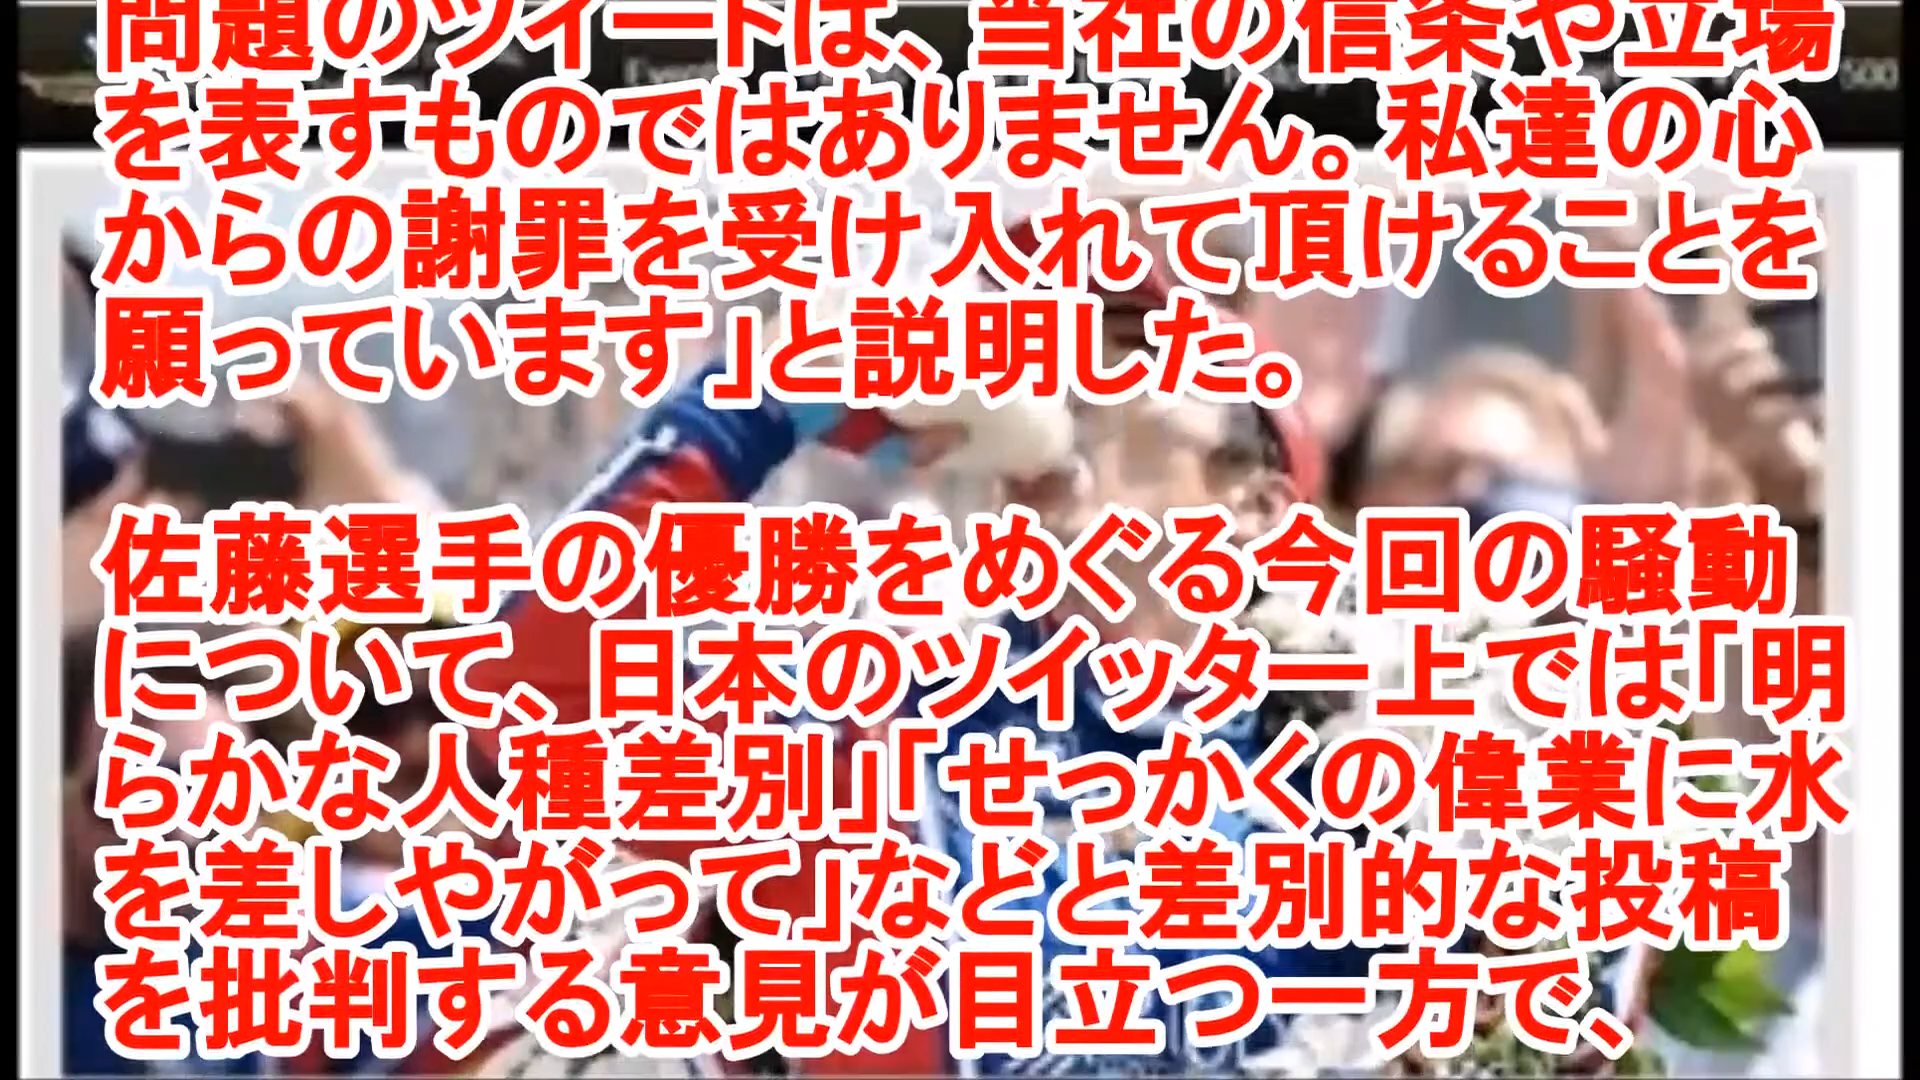 問題のツイートは、当社の信条や立場
を表すものではありません。私達の心
からの謝罪を受け入れて頂けることを
願っています」と説明した。
佐藤選手の優勝をめぐる今回の騒動
について、日本のツイッター上では「明
らかな人種差別」「せっかくの偉業に水
を差しやがって」などと差別的な投稿
を批判する意見が目立つ一方で、
500